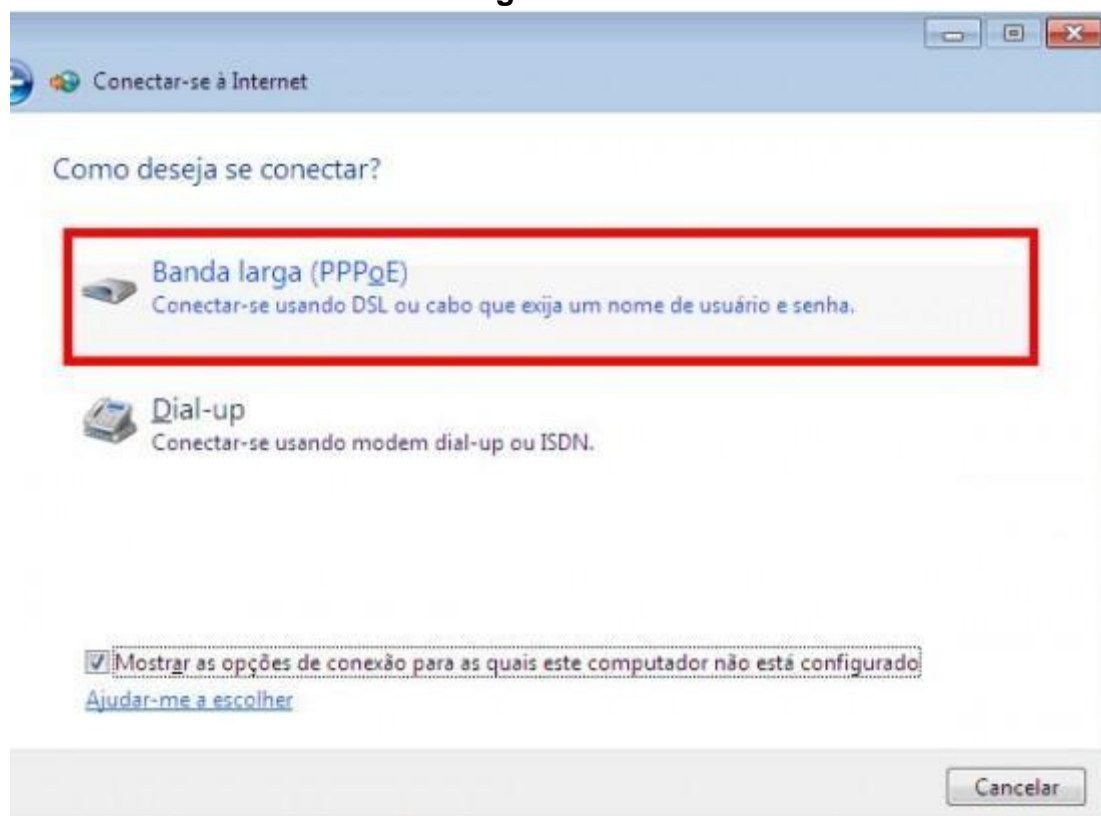 Conectar-se à Internet
Como deseja se conectar?
Banda larga (PPPoE)
Conectar-se usando DSL ou cabo que exija um nome de usuário e senha.
Dial-up
Conectar-se usando modem dial-up ou ISDN.
Mostrar as opções de conexão para as quais este computador não está configurado
Ajudar-me a escolher
Cancelar